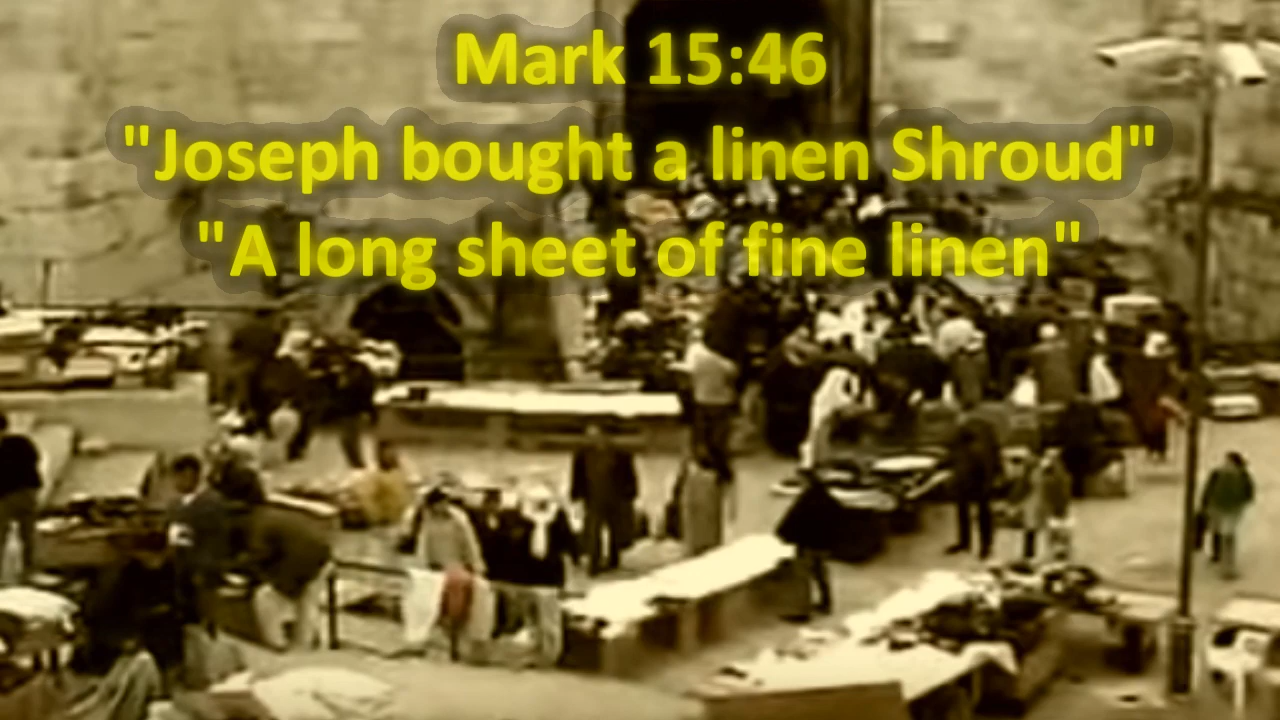 Mark 15:46
"Joseph bought a linen Shroud"
"A long sheet of fine linen"